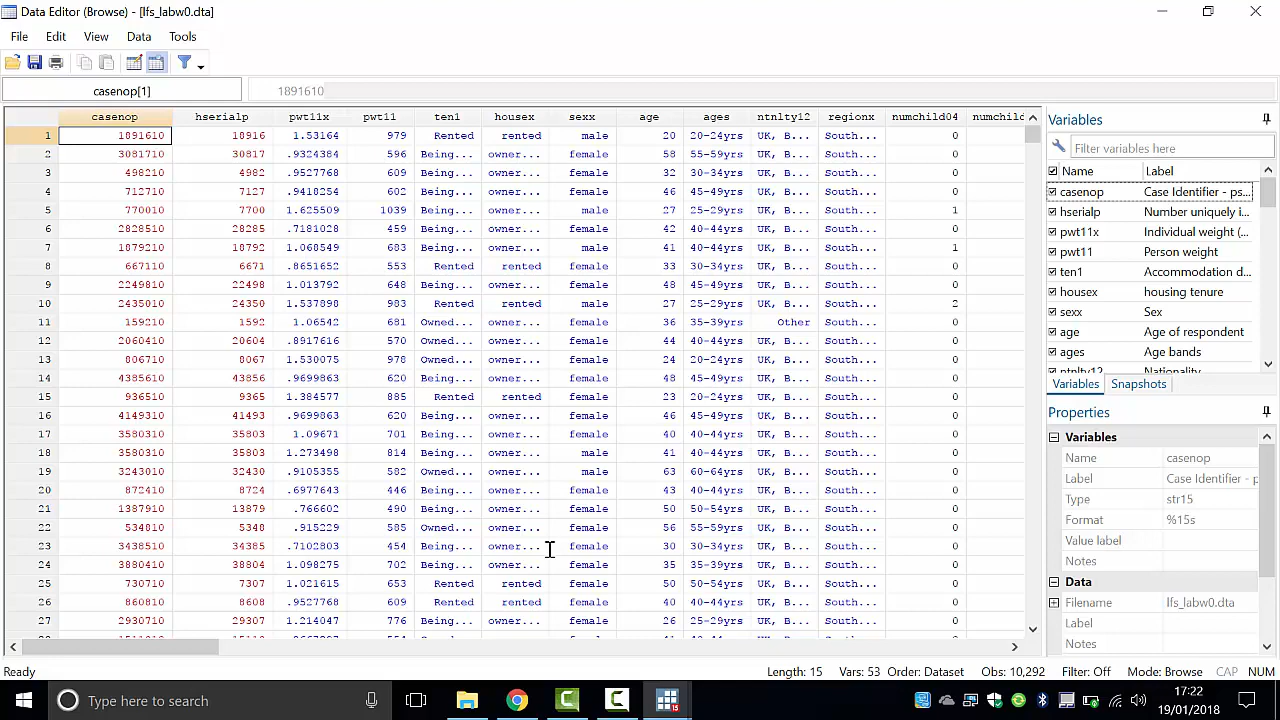 Data Editor (Browse) - [lfs_labw0.dta]
File Edit View Data Tools
casenop[1] 1891610
casenop hserialp pwt11x pwt11 ten1 housex sexx age ages ntnlty12 regionx numchild04 numchild
1 1891610 18916 1.53164 979 Rented rented male 20 20-24yrs UK, B... South... 0
2 3081710 30817 .9324384 596 Being... owner... female 58 55-59yrs UK, B... South... 0
3 498210 4982 .9527768 609 Being... owner... female 32 30-34yrs UK, B... South... 0
4 712710 7127 .9418254 602 Being... owner... female 46 45-49yrs UK, B... South... 0
5 770010 7700 1.625509 1039 Being... owner... male 27 25-29yrs UK, B... South... 1
6 2828510 28285 .7181028 459 Being... owner... female 42 40-44yrs UK, B... South... 0
7 1879210 18792 1.068549 683 Being... owner... male 41 40-44yrs UK, B... South... 1
8 667110 6671 .8651652 553 Rented rented female 33 30-34yrs UK, B... South... 0
9 2249810 22498 1.013792 648 Being... owner... female 48 45-49yrs UK, B... South... 0
10 2435010 24350 1.537898 983 Rented rented male 27 25-29yrs UK, B... South... 2
11 159210 1592 1.06542 681 Owned... owner... female 36 35-39yrs Other South... 0
12 2060410 20604 .8917616 570 Owned... owner... female 44 40-44yrs UK, B... South... 0
13 806710 8067 1.530075 978 Owned... owner... female 24 20-24yrs UK, B... South... 0
14 4385610 43856 .9699863 620 Being... owner... female 48 45-49yrs UK, B... South... 0
15 936510 9365 1.384577 885 Rented rented female 23 20-24yrs UK, B... South... 0
16 4149310 41493 .9699863 620 Being... owner... female 46 45-49yrs UK, B... South... 0
17 3580310 35803 1.09671 701 Being... owner... female 40 40-44yrs UK, B... South... 0
18 3580310 35803 1.273498 814 Being... owner... male 41 40-44yrs UK, B... South... 0
19 3243010 32430 .9105355 582 Owned... owner... male 63 60-64yrs UK, B... South... 0
20 872410 8724 .6977643 446 Being... owner... female 43 40-44yrs UK, B... South... 0
21 1387910 13879 .766602 490 Being... owner... female 50 50-54yrs UK, B... South... 0
22 534810 5348 .915229 585 Owned... owner... female 56 55-59yrs UK, B... South... 0
23 3438510 34385 .7102803 454 Being... owner... female 30 30-34yrs UK, B... South... 0
24 3880410 38804 1.098275 702 Being... owner... female 35 35-39yrs UK, B... South... 0
25 730710 7307 1.021615 653 Rented rented female 50 50-54yrs UK, B... South... 0
26 860810 8608 .9527768 609 Rented rented female 40 40-44yrs UK, B... South... 0
27 2930710 29307 1.214047 776 Being... owner... female 26 25-29yrs UK, B... South... 0
Variables
Filter variables here
Name Label
casenop Case Identifier - ps...
hserialp Number uniquely i...
pwt11x Individual weight (...
pwt11 Person weight
ten1 Accommodation d...
housex housing tenure
sexx Sex
age Age of respondent
ages Age bands
ntnlty12 Nationality
Variables Snapshots
Properties
Variables
Name casenop
Label Case Identifier - p
Type str15
Format %15s
Value label
Notes
Data
Filename lfs_labw0.dta
Label
Notes
Ready Length: 15 Vars: 53 Order: Dataset Obs: 10,292 Filter: Off Mode: Browse CAP NUM
Type here to search
17:22
19/01/2018